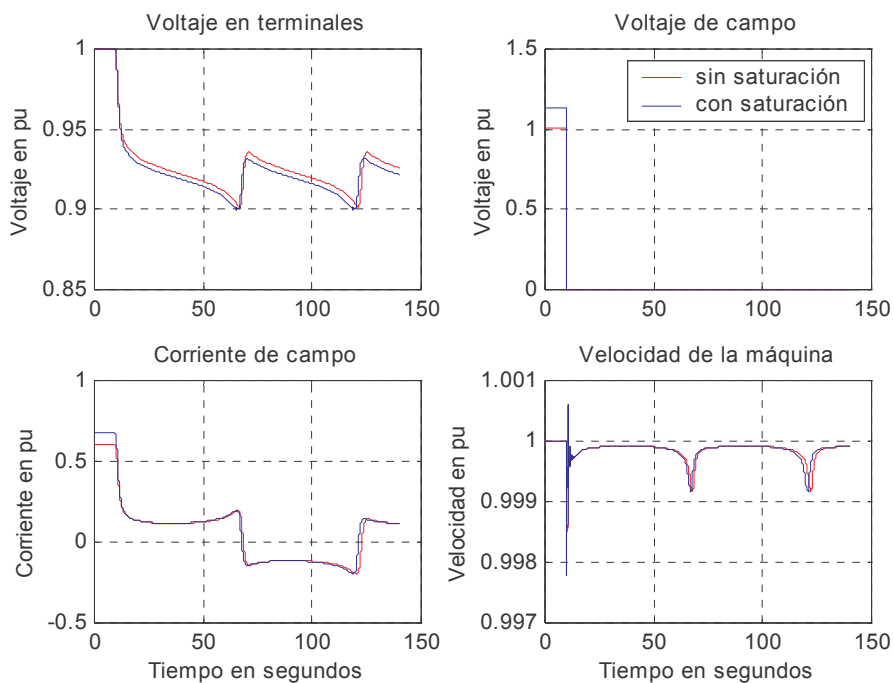 Voltaje en terminales
Voltaje en pu
1
0.95
0.9
0.85
0 50 100 150
Voltaje de campo
Voltaje en pu
1.5
1
0.5
0
0 50 100 150
sin saturación
con saturación
Corriente de campo
Corriente en pu
1
0.5
0
-0.5
0 50 100 150
Tiempo en segundos
Velocidad de la máquina
Velocidad en pu
1.001
1
0.999
0.998
0.997
0 50 100 150
Tiempo en segundos